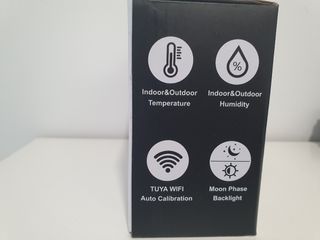 Indoor&Outdoor
Temperature
%
Indoor&Outdoor
Humidity
TUYA WIFI
Auto Calibration
Moon Phase
Backlight